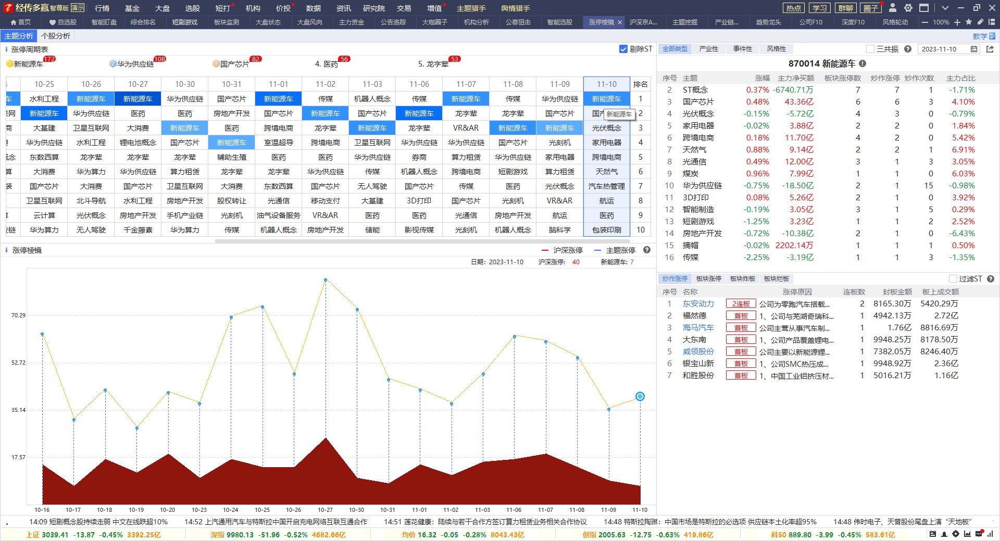 经传多赢 智尊版 演示 行情 基金 大盘 选股 短打 机构 价投 数据 资讯 研究院 交易 增值 主题猎手 舆情猎手 热点 学习 群聊 圈子
首页 自选股 智能盯盘 综合排名 短剧游戏 板块监测 大盘状态 大盘风向 主力资金 公告追踪 大咖圈子 机构分析 公募狙击 智能选股 涨停棱镜 × 沪深京A... 主题挖掘 产业链... 趋势龙头 公司F10 深度F10 风格轮动 — 100% +
主题分析 个股分析 教学
涨停周期表 剔除ST
1 新能源车 172 2 华为供应链 108 3 国产芯片 82 4. 医药 56 5. 龙字辈 53
10-25 10-26 10-27 10-30 10-31 11-01 11-02 11-03 11-06 11-07 11-08 11-09 11-10 排名
车 水利工程 新能源车 新能源车 华为供应链 国产芯片 新能源车 传媒 机器人概念 传媒 新能源车 传媒 华为供应链 新能源车 1
网 新能源车 华为供应链 医药 医药 房地产开发 国产芯片 新能源车 国产芯片 新能源车 龙字辈 龙字辈 国产芯片 国产 新能源车 2
商 大基建 卫星互联网 大消费 新能源车 医药 跨境电商 龙字辈 新能源车 龙字辈 VR&AR 新能源车 新能源车 光伏概念 3
华为供应链 水利工程 锂电池概念 国产芯片 新能源车 室温超导 跨境电商 卫星互联网 华为供应链 华为供应链 国产芯片 光刻机 家用电器 4
概念 东数西算 龙字辈 龙字辈 龙字辈 辅助生殖 医药 医药 华为供应链 券商 算力租赁 华为供应链 家用电器 跨境电商 5
算 大消费 华为算力 华为供应链 算力租赁 龙字辈 龙字辈 华为供应链 传媒 机器人概念 跨境电商 短剧游戏 算力租赁 天然气 6
装 国产芯片 大消费 国产芯片 卫星互联网 大消费 东数西算 国产芯片 无人驾驶 国产芯片 传媒 医药 光伏概念 汽车热管理 7
卫星互联网 北斗导航 水利工程 房地产开发 股权转让 光通信 移动支付 大基建 3D打印 国产芯片 光刻机 VR&AR 航运 8
云计算 光伏概念 房地产开发 手机产业链 光刻机 油气设备服务 VR&AR 医药 医药 光通信 房地产开发 航运 医药 9
链 华为算力 无人驾驶 千金藤素 华为算力 传媒 机器人概念 房地产开发 储能 影视传媒 光刻机 机器人概念 脑科学 包装印刷 10
涨停棱镜 沪深涨停 主题涨停
日期: 2023-11-10 沪深涨停: 40 新能源车: 7
70.29
52.72
35.14
17.57
10-16 10-17 10-18 10-19 10-20 10-23 10-24 10-25 10-26 10-27 10-30 10-31 11-01 11-02 11-03 11-06 11-07 11-08 11-09 11-10
全部类型 产业性 事件性 风格性 三共振 2023-11-10
870014 新能源车
序号 主题 涨幅 主力净买额 板块涨停数 炒作涨停 炒作次数 主力占比
2 ST概念 0.37% -6740.71万 7 7 1 -1.71%
3 国产芯片 0.48% 43.36亿 6 6 3 4.10%
4 光伏概念 -0.15% -5.72亿 4 3 0 -0.79%
5 家用电器 -0.02% 3.88亿 2 2 0 1.84%
6 跨境电商 0.18% 11.70亿 4 2 0 5.42%
7 天然气 0.88% 9.14亿 2 2 1 6.91%
8 光通信 0.49% 12.00亿 3 1 3 3.05%
9 煤炭 0.96% 7.99亿 1 1 0 6.03%
10 华为供应链 -0.75% -18.50亿 2 1 15 -0.98%
11 3D打印 0.08% 5.26亿 2 1 0 3.92%
12 智能制造 -0.19% 3.05亿 3 1 5 0.29%
13 短剧游戏 -1.25% 3.23亿 1 1 2 2.52%
14 房地产开发 -0.72% -10.38亿 2 1 0 -6.43%
15 摘帽 -0.02% 2202.14万 1 1 1 0.50%
16 传媒 -2.25% -3.19亿 1 1 3 -1.35%
炒作涨停 板块涨停 板块炸板 板块烂板 过滤ST
序号 名称 涨停原因 连板数 封板金额 板上成交额
1 东安动力 2连板 公司为零跑汽车搭载... 2 8165.30万 5420.29万
2 福然德 首板 1、公司与芜湖奇瑞科... 1 4942.13万 2.72亿
3 海马汽车 首板 公司主营从事汽车制... 1 1.76亿 8816.69万
4 大东南 首板 1、公司产品覆盖锂电... 1 9948.25万 8178.50万
5 威领股份 首板 公司主要以新能源锂... 1 7382.05万 8246.40万
6 银宝山新 首板 1、公司SMC热压成... 1 9948.92万 2.36亿
7 和胜股份 首板 1、中国工业铝挤压材... 1 5016.21万 1.16亿
。 14:09 短剧概念股持续走弱 中文在线跌超10% 14:52 上汽通用汽车与特斯拉中国开启充电网络互联互通合作 14:51 莲花健康：陆续与若干合作方签订算力租赁业务相关合作协议 14:48 特斯拉陶琳：中国市场是特斯拉的必选项 供应链本土化率超95% 14:48 伟时电子、天普股份尾盘上演“天地板”
上证 3039.41 -13.87 -0.45% 3392.25亿 深指 9980.13 -51.96 -0.52% 4682.66亿 均价 16.32 -0.05 -0.28% 8043.43亿 创指 2005.63 -12.75 -0.63% 419.86亿 科50 889.80 -3.99 -0.45% 583.61亿